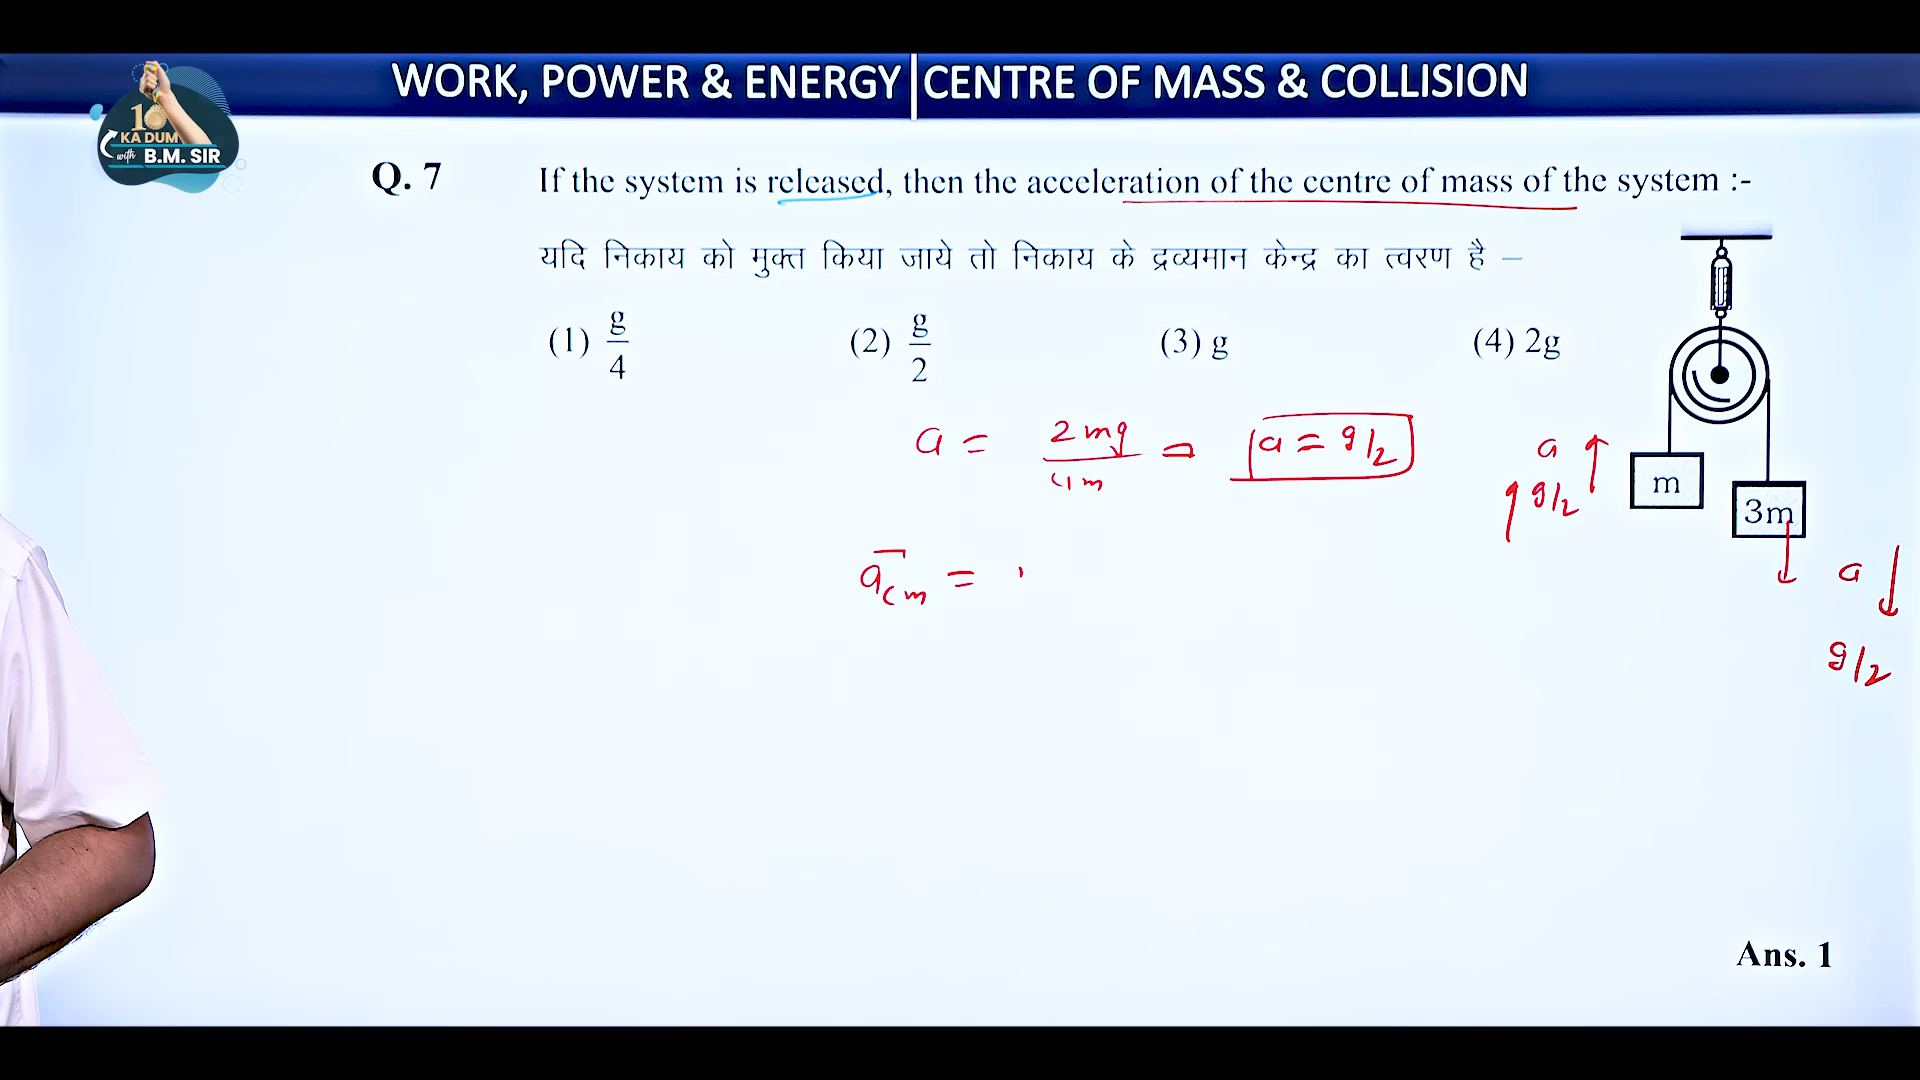 WORK, POWER & ENERGY | CENTRE OF MASS & COLLISION
10
KA DUM
with B.M. SIR
Q. 7 If the system is released, then the acceleration of the centre of mass of the system :-
यदि निकाय को मुक्त किया जाये तो निकाय के द्रव्यमान केन्द्र का त्वरण है –
(1) g/4 (2) g/2 (3) g (4) 2g
a = 2mg/4m = a = g/2
a
g/2
m
3m
a
g/2
a cm =
Ans. 1